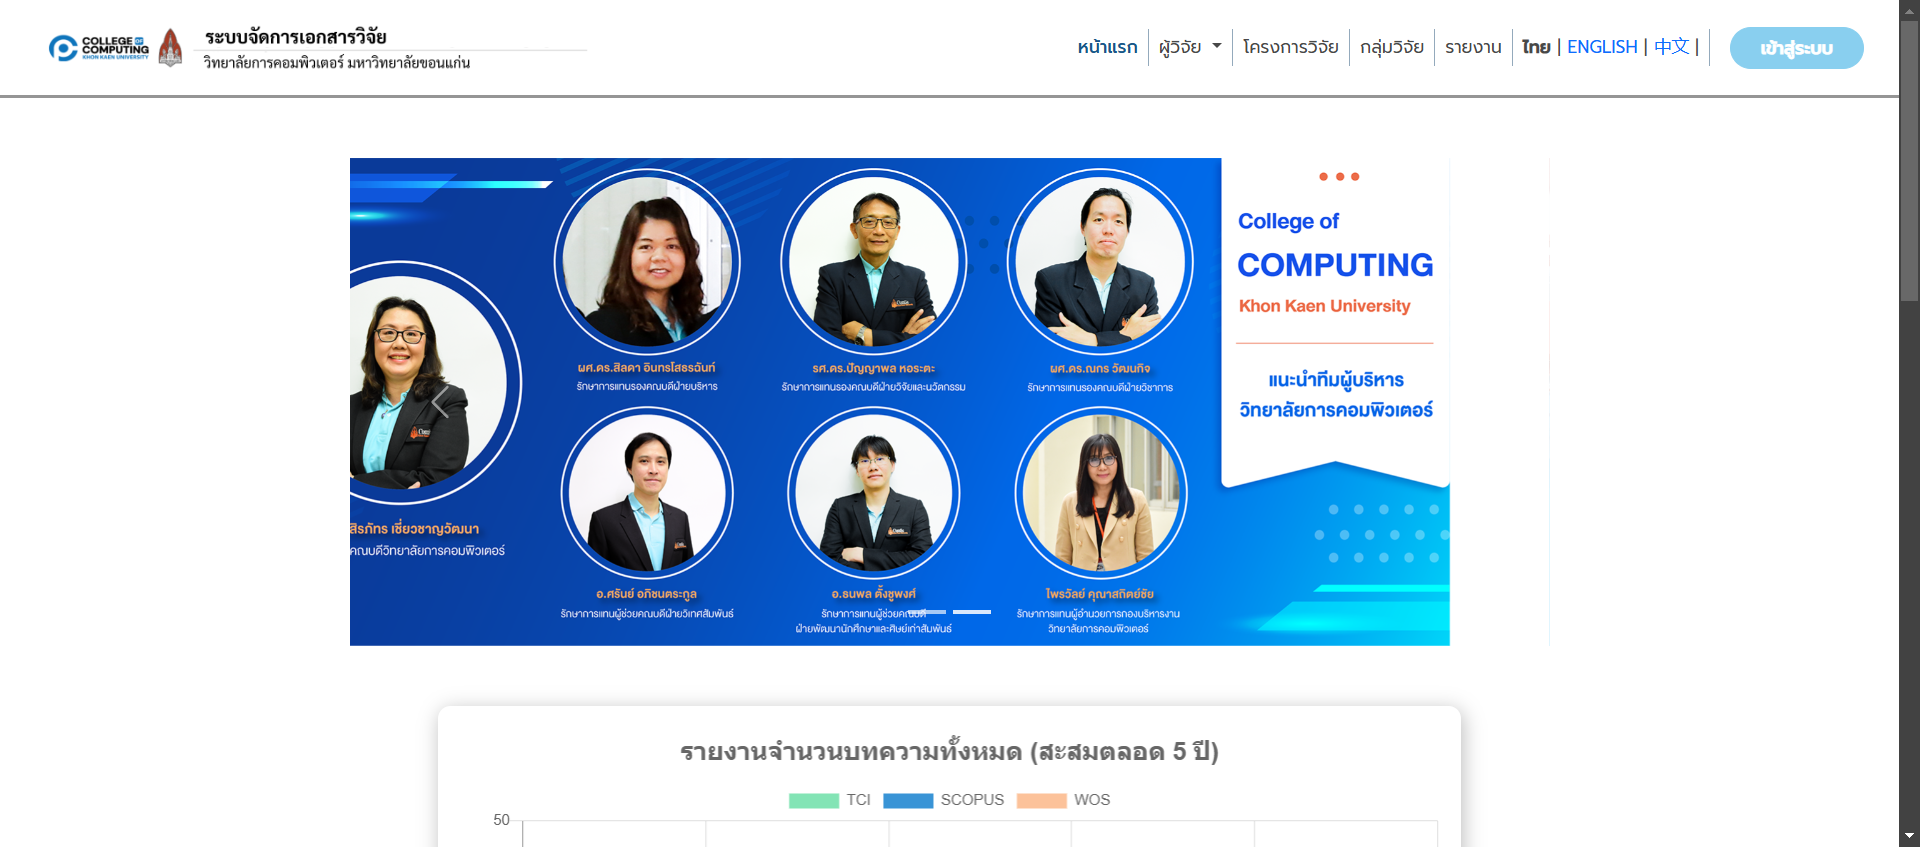 COLLEGE OF
COMPUTING
KHON KAEN UNIVERSITY
ระบบจัดการเอกสารวิจัย
วิทยาลัยการคอมพิวเตอร์ มหาวิทยาลัยขอนแก่น
หน้าแรก
ผู้วิจัย
โครงการวิจัย
กลุ่มวิจัย
รายงาน
ไทย | ENGLISH | 中文 |
เข้าสู่ระบบ
College of
COMPUTING
Khon Kaen University
แนะนำทีมผู้บริหาร
วิทยาลัยการคอมพิวเตอร์
ผศ.ดร.สิลดา อินทรโสธรฉันท์
รักษาการแทนรองคณบดีฝ่ายบริหาร
รศ.ดร.ปัญญาพล หอระตะ
รักษาการแทนรองคณบดีฝ่ายวิจัยและนวัตกรรม
ผศ.ดร.ณกร วัฒนกิจ
รักษาการแทนรองคณบดีฝ่ายวิชาการ
สิรภัทร เชี่ยวชาญวัฒนา
คณบดีวิทยาลัยการคอมพิวเตอร์
อ.ศรันย์ อภิชนตระกูล
รักษาการแทนผู้ช่วยคณบดีฝ่ายวิเทศสัมพันธ์
อ.ธนพล ตั้งชูพงศ์
รักษาการแทนผู้ช่วยคณบดี
ฝ่ายพัฒนานักศึกษาและศิษย์เก่าสัมพันธ์
ไพรวัลย์ คุณาสถิตย์ชัย
รักษาการแทนผู้อำนวยการกองบริหารงาน
วิทยาลัยการคอมพิวเตอร์
รายงานจำนวนบทความทั้งหมด (สะสมตลอด 5 ปี)
TCI
SCOPUS
WOS
50